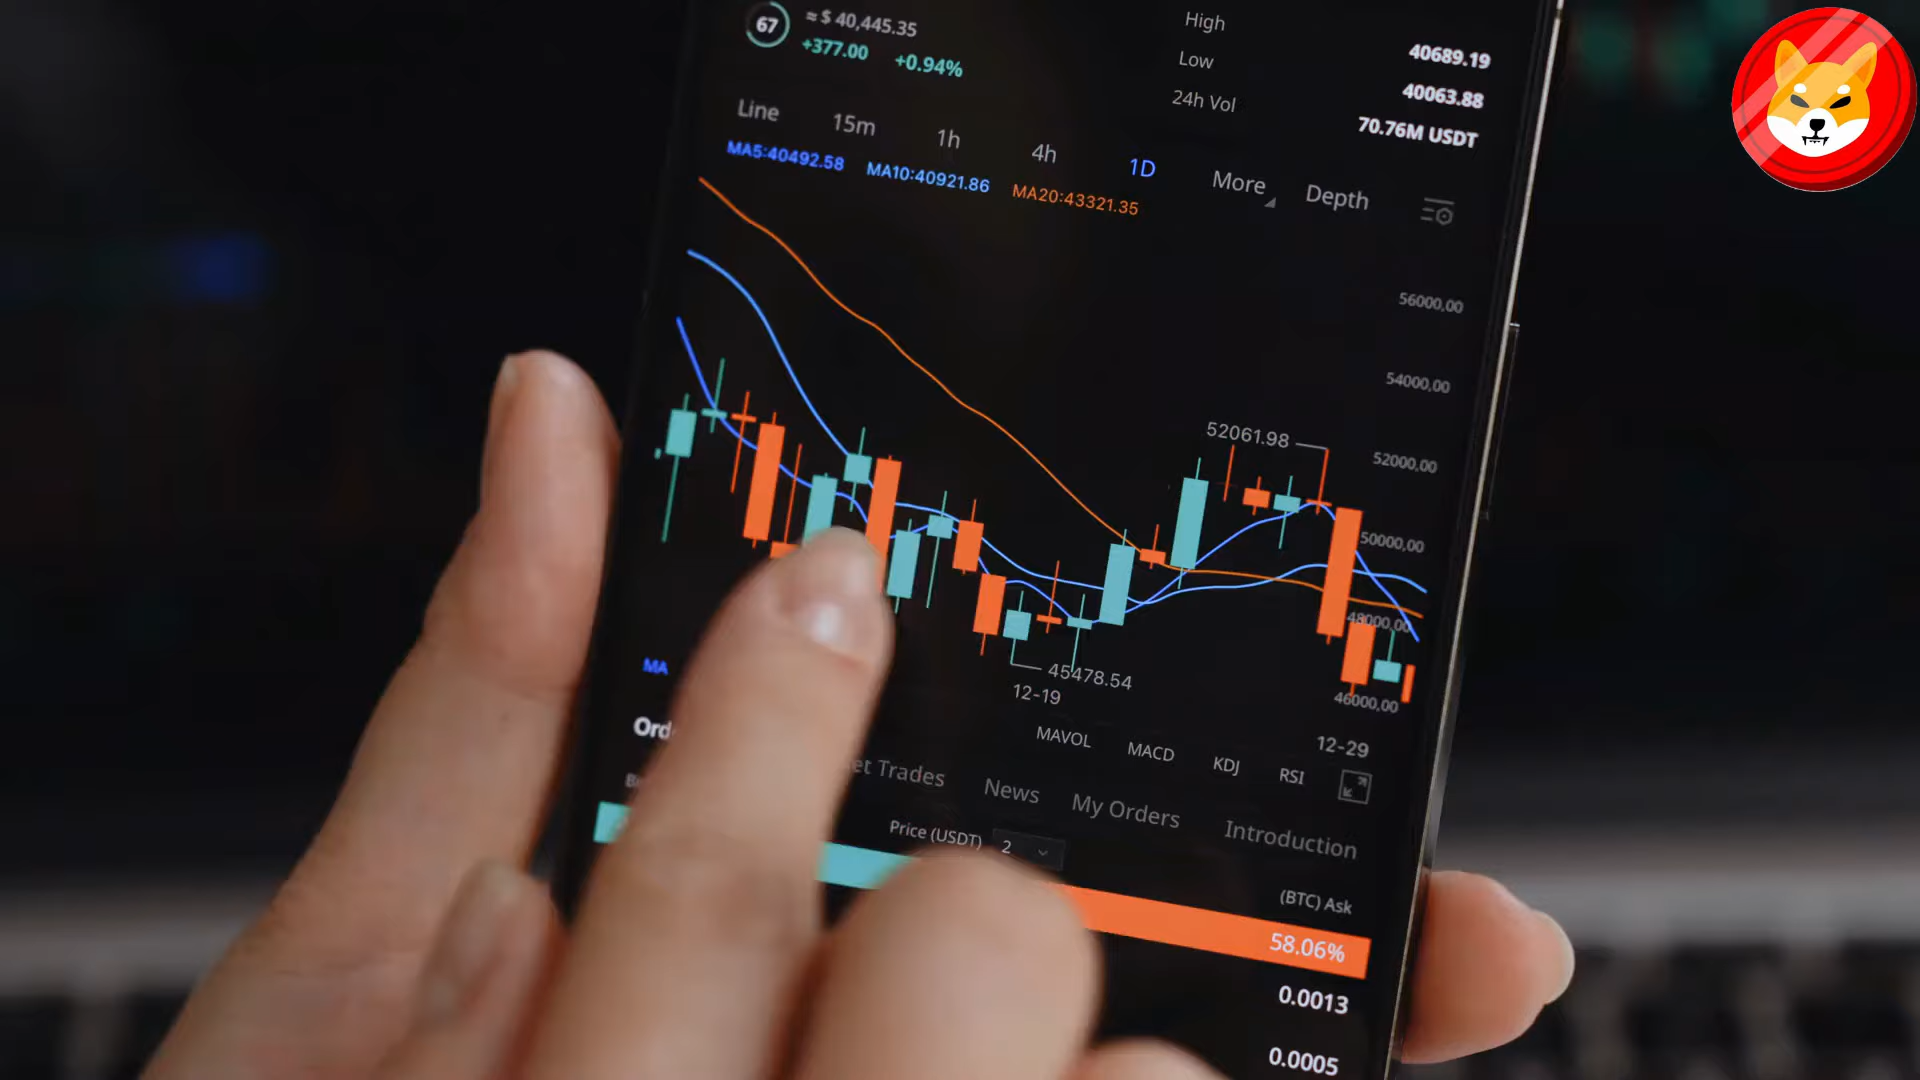 67
≈ $ 40,445.35
+377.00 +0.94%
High 40689.19
Low 40063.88
24h Vol 70.76M USDT
Line 15m 1h 4h 1D More Depth
MA5:40492.58 MA10:40921.86 MA20:43321.35
56000.00
54000.00
52061.98
52000.00
50000.00
48000.00
45478.54
46000.00
12-19
12-29
MA
MAVOL MACD KDJ RSI
Trades News My Orders Introduction
Price (USDT) 2
(BTC) Ask
58.06%
0.0013
0.0005